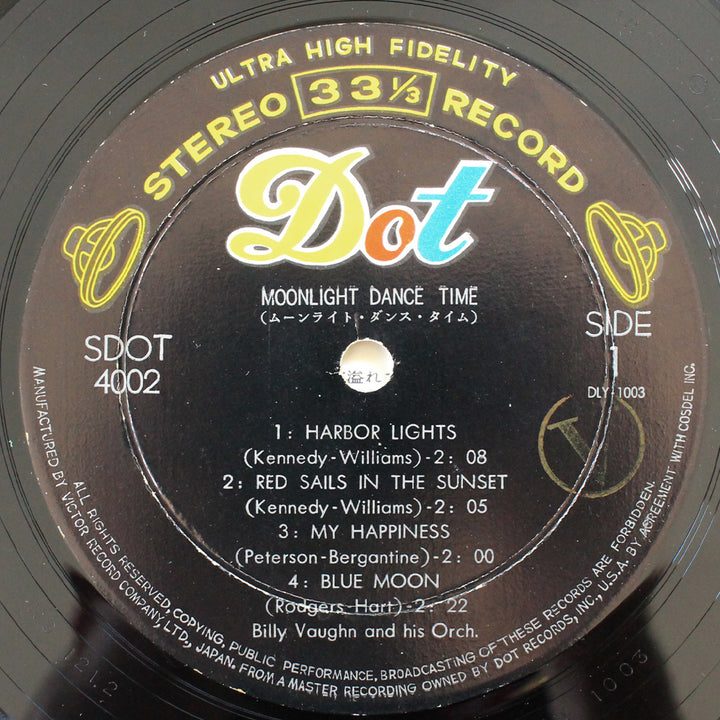 ULTRA HIGH FIDELITY
STEREO 33 1/3 RECORD
Dot
MOONLIGHT DANCE TIME
(ムーンライト・ダンス・タイム)
SDOT
4002
SIDE
1
DLY-1003
溢れ
V
1: HARBOR LIGHTS
(Kennedy-Williams)-2: 08
2: RED SAILS IN THE SUNSET
(Kennedy-Williams)-2: 05
3: MY HAPPINESS
(Peterson-Bergantine)-2: 00
4: BLUE MOON
(Rodgers-Hart)-2: 22
Billy Vaughn and his Orch.
ALL RIGHTS RESERVED, COPYING, PUBLIC PERFORMANCE, BROADCASTING OF THESE RECORDS ARE FORBIDDEN.
MANUFACTURED BY VICTOR RECORD COMPANY, LTD., JAPAN. FROM A MASTER RECORDING OWNED BY DOT RECORDS, INC., U.S.A. BY AGREEMENT WITH COSDEL INC.
1003